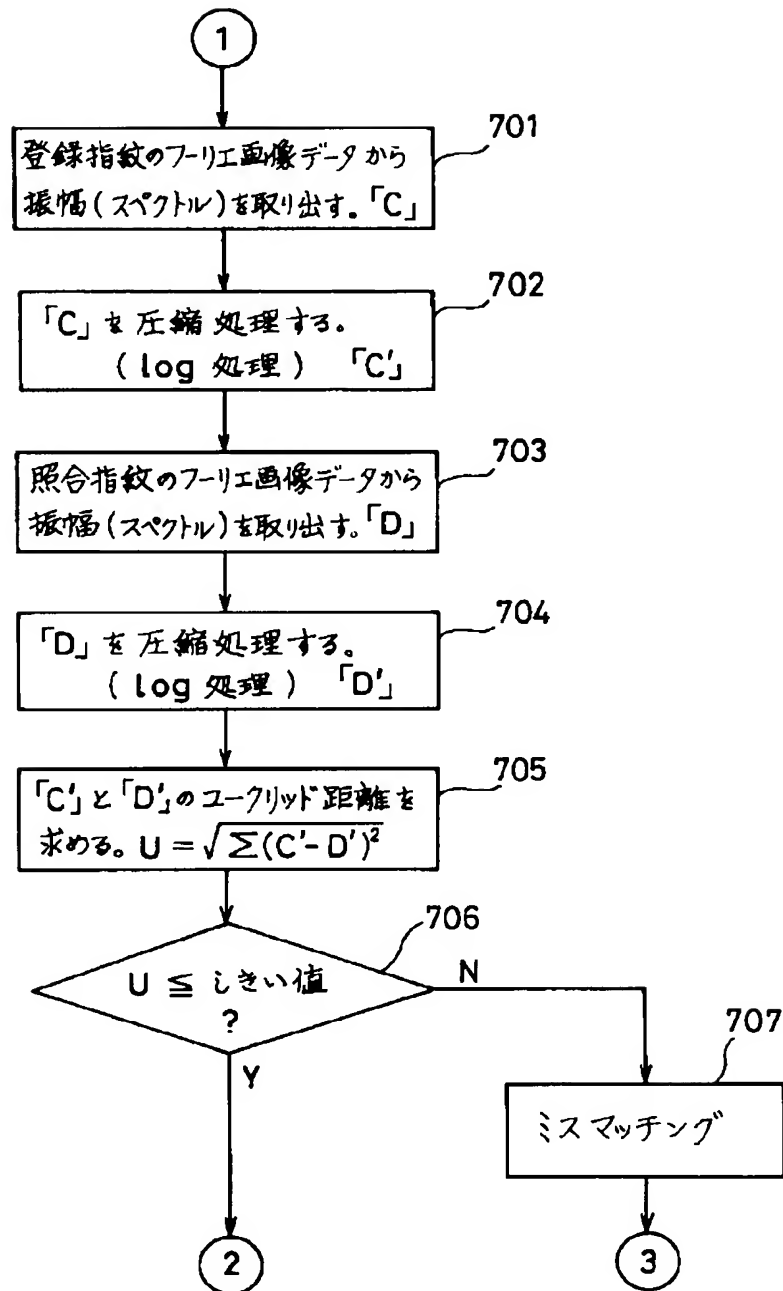 1
701
登録指紋のフーリエ画像データから
振幅(スペクトル)を取り出す。「C」
702
「C」を圧縮処理する。
(log 処理) 「C'」
703
照合指紋のフーリエ画像データから
振幅(スペクトル)を取り出す。「D」
704
「D」を圧縮処理する。
(log 処理) 「D'」
705
「C'」と「D'」のユークリッド距離を
求める。U=√Σ(C'-D')²
706
U ≦ しきい値
?
N
Y
707
ミスマッチング
2
3